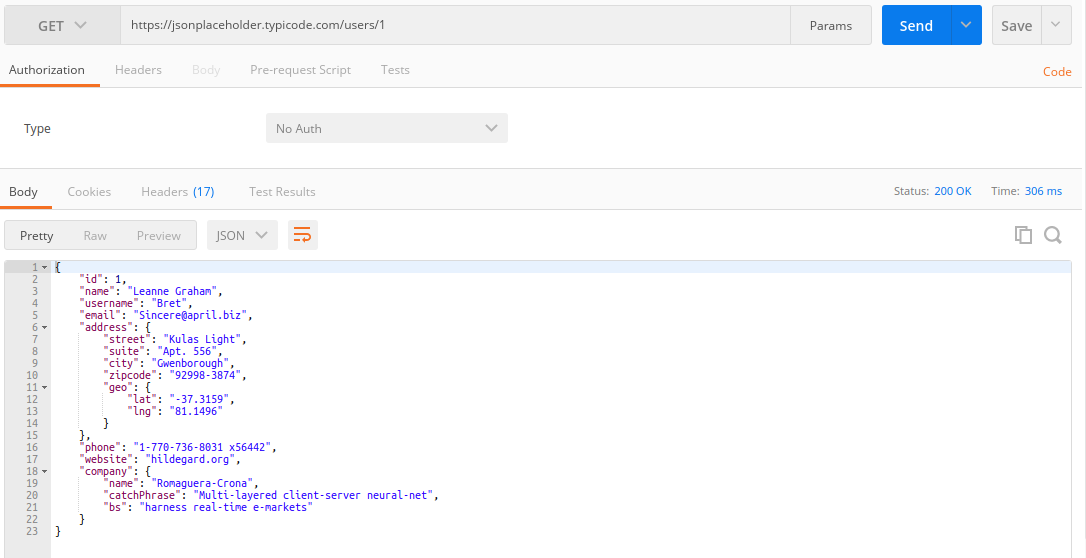 GET https://jsonplaceholder.typicode.com/users/1 Params Send Save
Authorization Headers Body Pre-request Script Tests Code
Type No Auth
Body Cookies Headers (17) Test Results Status: 200 OK Time: 306 ms
Pretty Raw Preview JSON
1 {
2 "id": 1,
3 "name": "Leanne Graham",
4 "username": "Bret",
5 "email": "Sincere@april.biz",
6 "address": {
7 "street": "Kulas Light",
8 "suite": "Apt. 556",
9 "city": "Gwenborough",
10 "zipcode": "92998-3874",
11 "geo": {
12 "lat": "-37.3159",
13 "lng": "81.1496"
14 }
15 },
16 "phone": "1-770-736-8031 x56442",
17 "website": "hildegard.org",
18 "company": {
19 "name": "Romaguera-Crona",
20 "catchPhrase": "Multi-layered client-server neural-net",
21 "bs": "harness real-time e-markets"
22 }
23 }